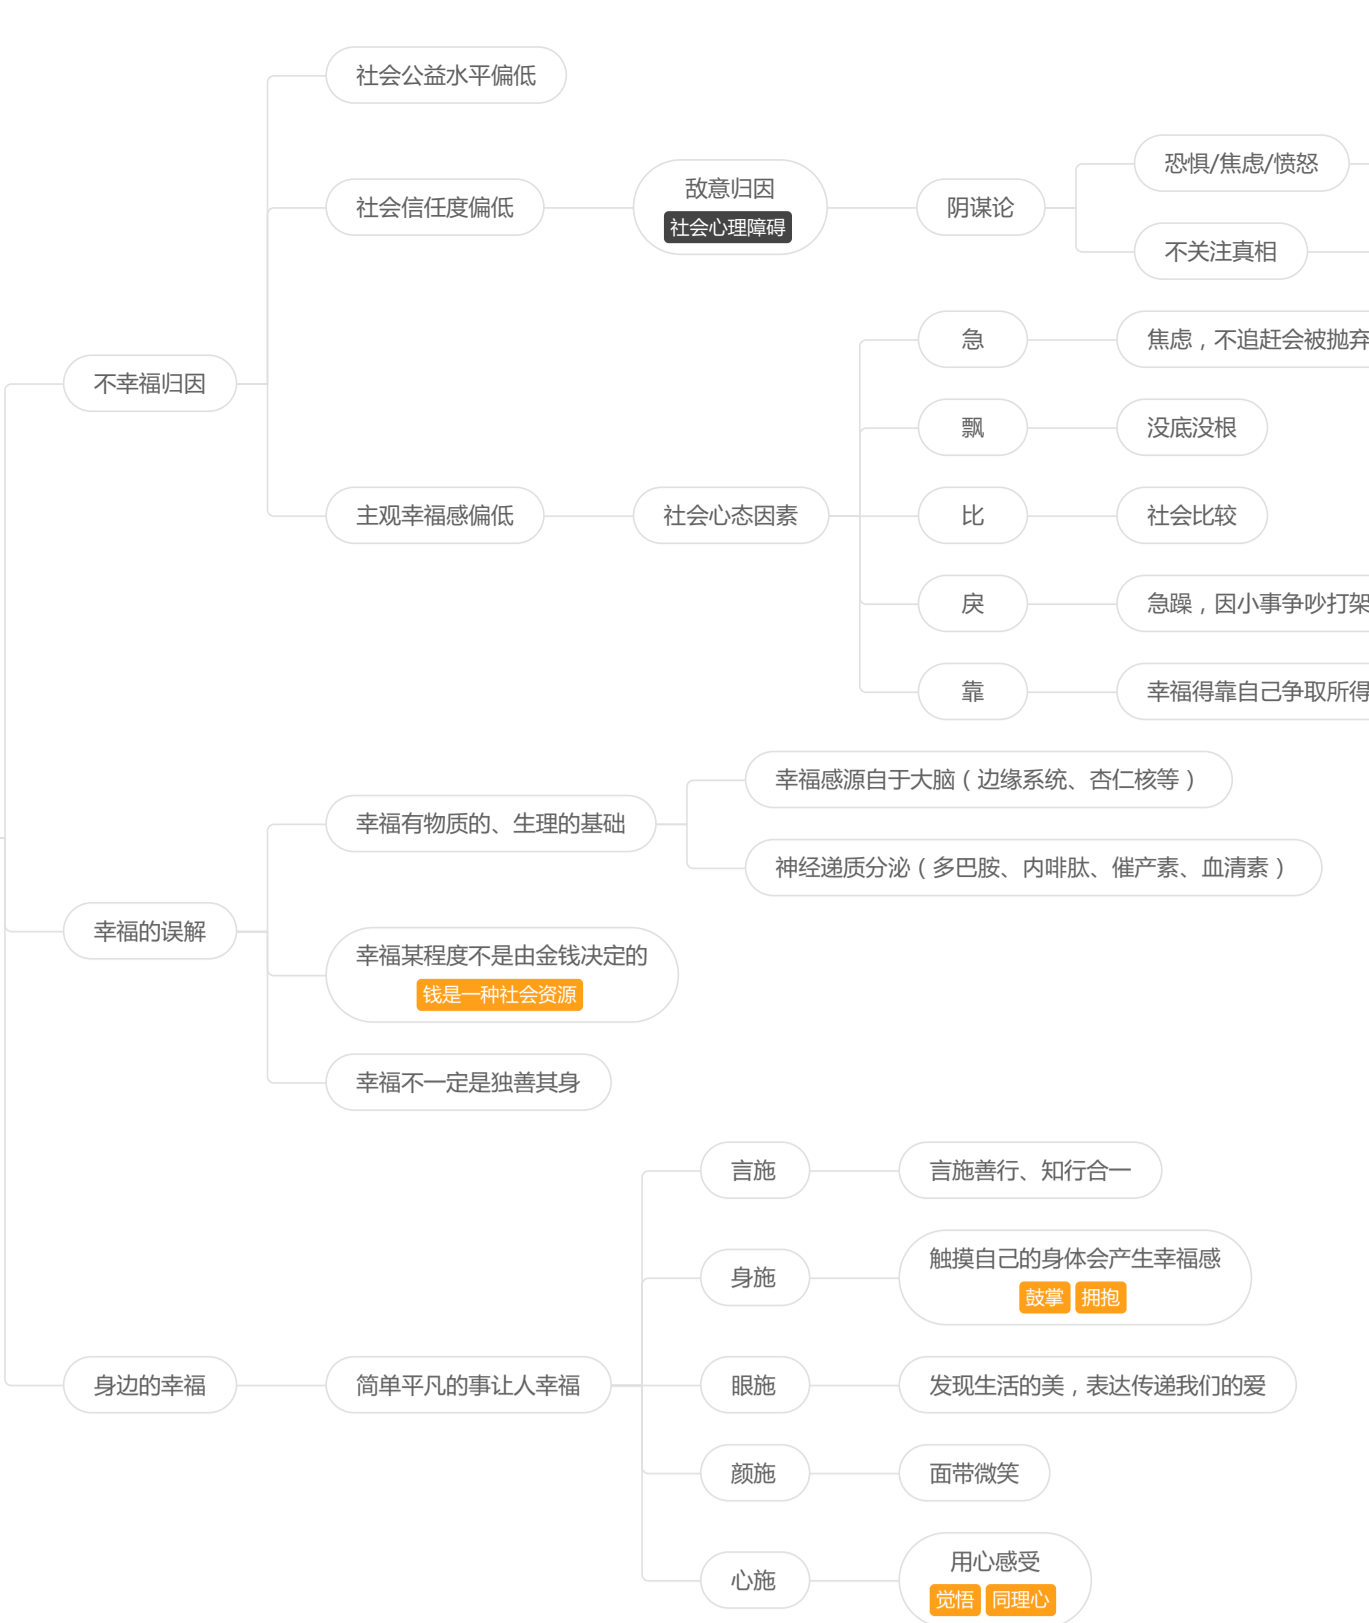 社会公益水平偏低
恐惧/焦虑/愤怒
敌意归因
社会信任度偏低
阴谋论
社会心理障碍
不关注真相
急
焦虑，不追赶会被抛弃
不幸福归因
飘
没底没根
主观幸福感偏低
社会心态因素
比
社会比较
戾
急躁，因小事争吵打架
靠
幸福得靠自己争取所得
幸福感源自于大脑（边缘系统、杏仁核等）
幸福有物质的、生理的基础
神经递质分泌（多巴胺、内啡肽、催产素、血清素）
幸福的误解
幸福某程度不是由金钱决定的
钱是一种社会资源
幸福不一定是独善其身
言施
言施善行、知行合一
触摸自己的身体会产生幸福感
身施
鼓掌 拥抱
身边的幸福
简单平凡的事让人幸福
眼施
发现生活的美，表达传递我们的爱
颜施
面带微笑
用心感受
心施
觉悟 同理心